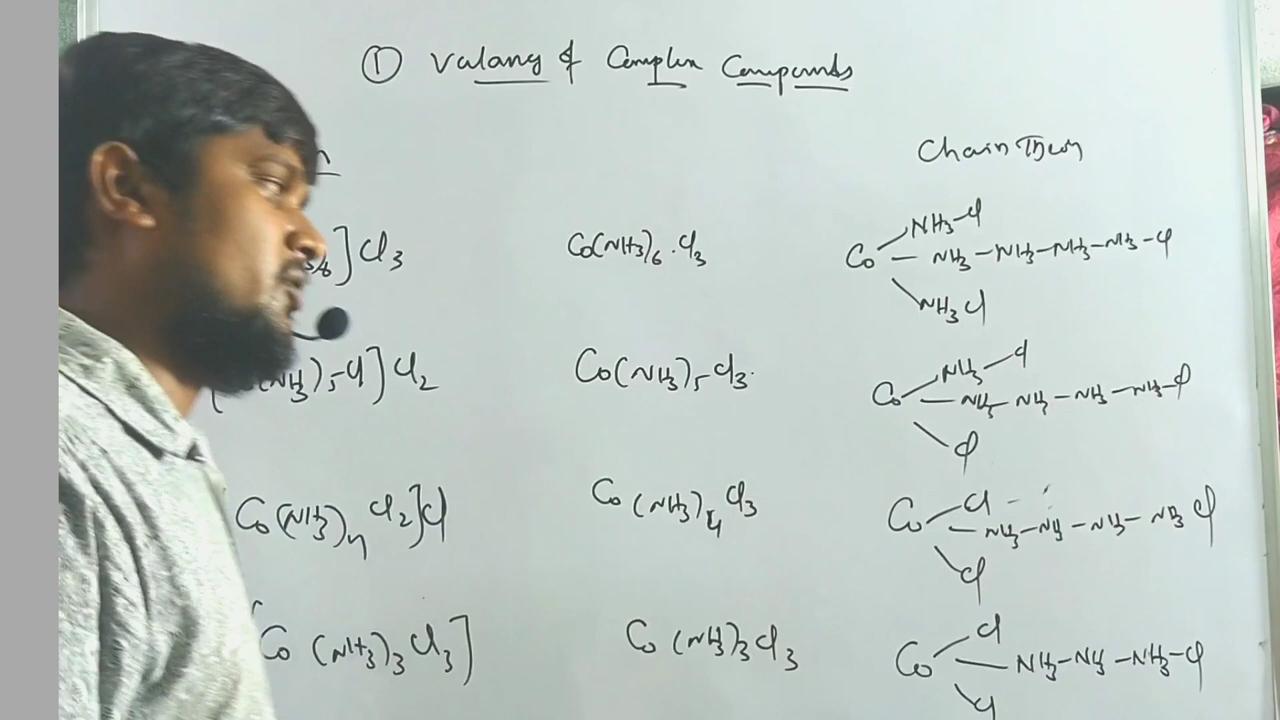 ① Valancy of Complex Compounds
Chain Theory
]Cl3 Co(NH3)6.Cl3 Co NH3-Cl
NH3-NH3-NH3-NH3-Cl
NH3Cl
(NH3)5Cl]Cl2 Co(NH3)5Cl3. Co NH3-Cl
NH3-NH3-NH3-NH3-Cl
Cl
Co(NH3)4Cl2]Cl Co(NH3)4Cl3 Co Cl
NH3-NH3-NH3-NH3 Cl
Cl
[Co(NH3)3Cl3] Co(NH3)3Cl3 Co Cl
NH3-NH3-NH3-Cl
Cl